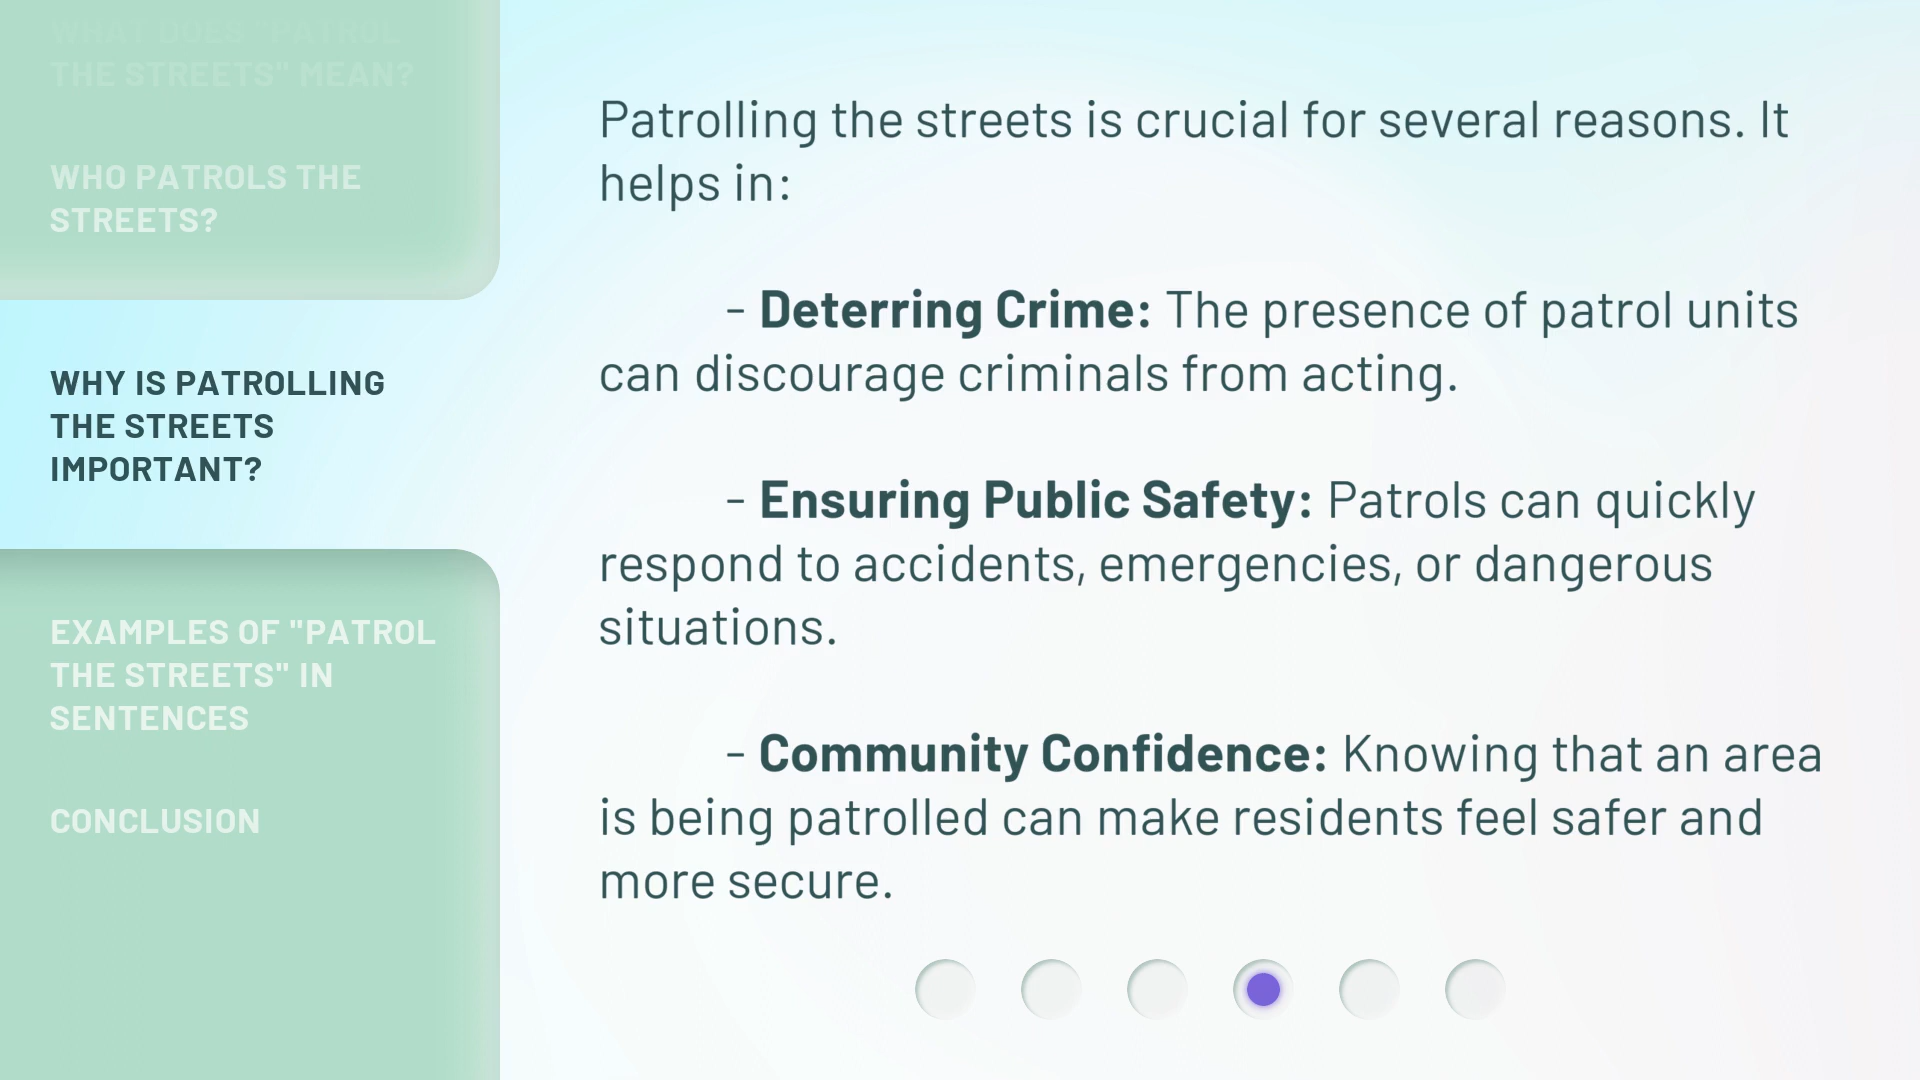 WHAT DOES "PATROL
THE STREETS" MEAN?
WHO PATROLS THE
STREETS?
WHY IS PATROLLING
THE STREETS
IMPORTANT?
EXAMPLES OF "PATROL
THE STREETS" IN
SENTENCES
CONCLUSION
Patrolling the streets is crucial for several reasons. It
helps in:
- Deterring Crime: The presence of patrol units
can discourage criminals from acting.
- Ensuring Public Safety: Patrols can quickly
respond to accidents, emergencies, or dangerous
situations.
- Community Confidence: Knowing that an area
is being patrolled can make residents feel safer and
more secure.